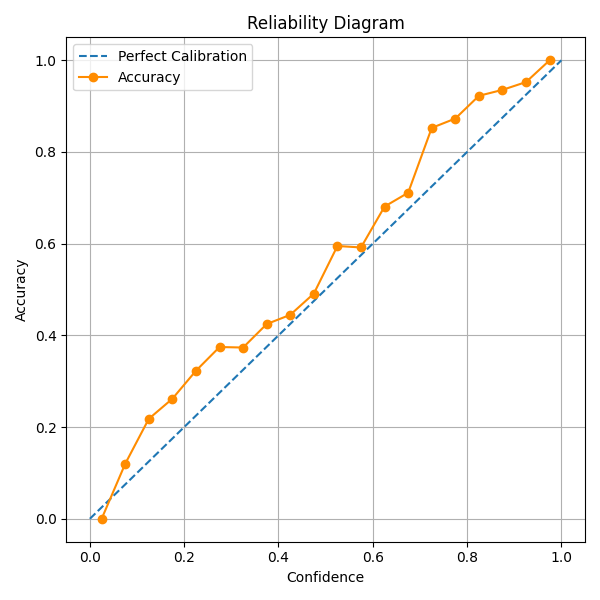 Reliability Diagram
Perfect Calibration
Accuracy
1.0
0.8
0.6
0.4
0.2
0.0
Accuracy
0.0 0.2 0.4 0.6 0.8 1.0
Confidence